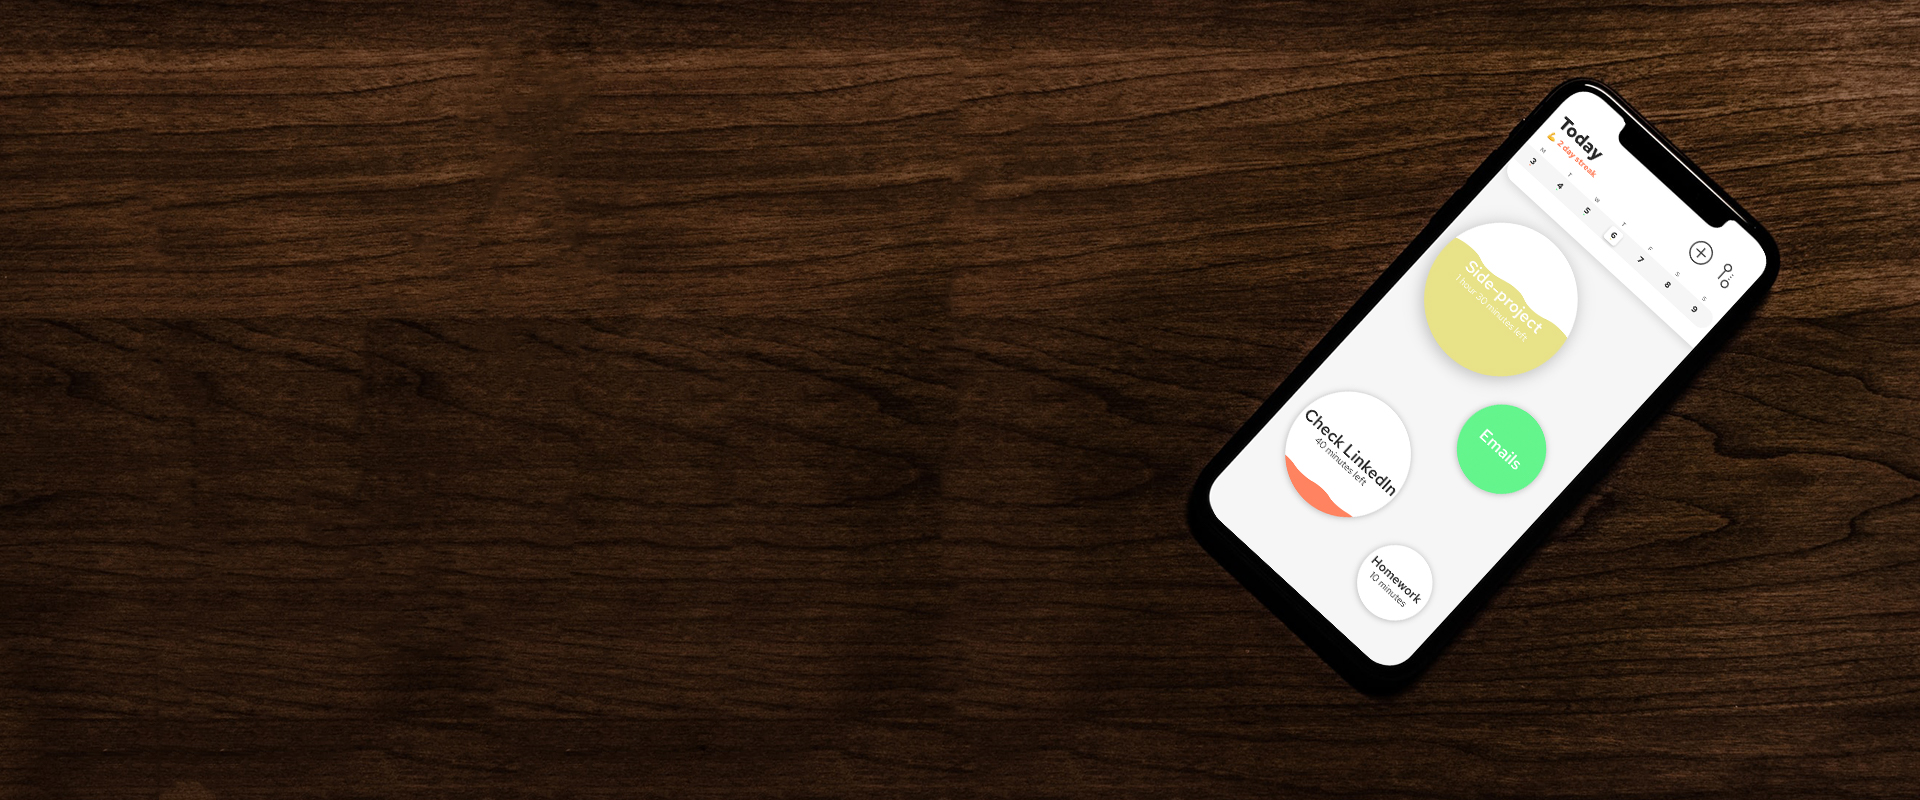 Today
💪 2 day streak
M T W T F S S
3 4 5 6 7 8 9
Side-project
1 hour 30 minutes left
Check LinkedIn
40 minutes left
Emails
Homework
10 minutes